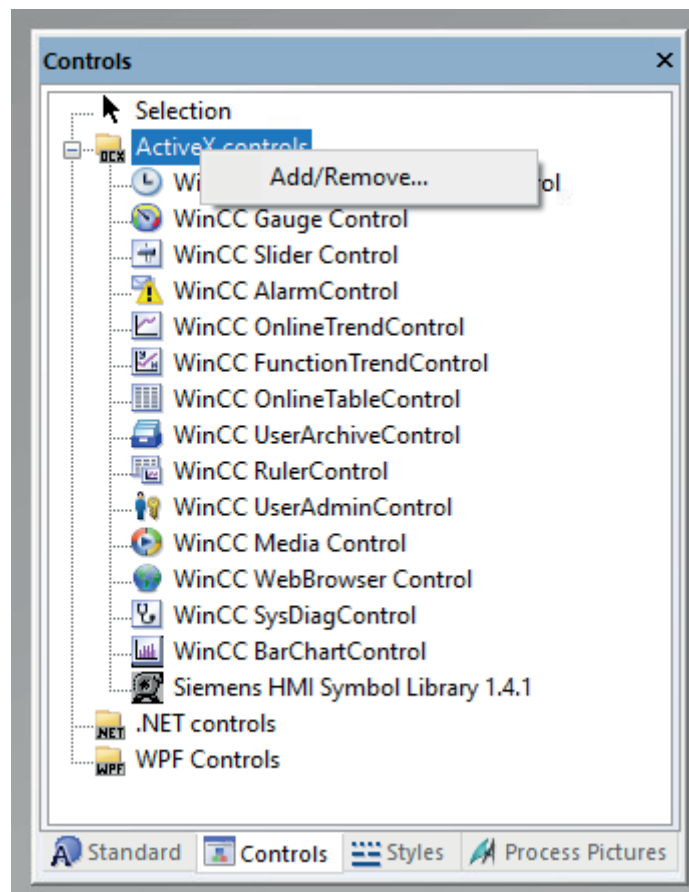 Controls
Selection
ActiveX controls
Add/Remove...
WinCC Gauge Control
WinCC Slider Control
WinCC AlarmControl
WinCC OnlineTrendControl
WinCC FunctionTrendControl
WinCC OnlineTableControl
WinCC UserArchiveControl
WinCC RulerControl
WinCC UserAdminControl
WinCC Media Control
WinCC WebBrowser Control
WinCC SysDiagControl
WinCC BarChartControl
Siemens HMI Symbol Library 1.4.1
.NET controls
WPF Controls
Standard Controls Styles Process Pictures